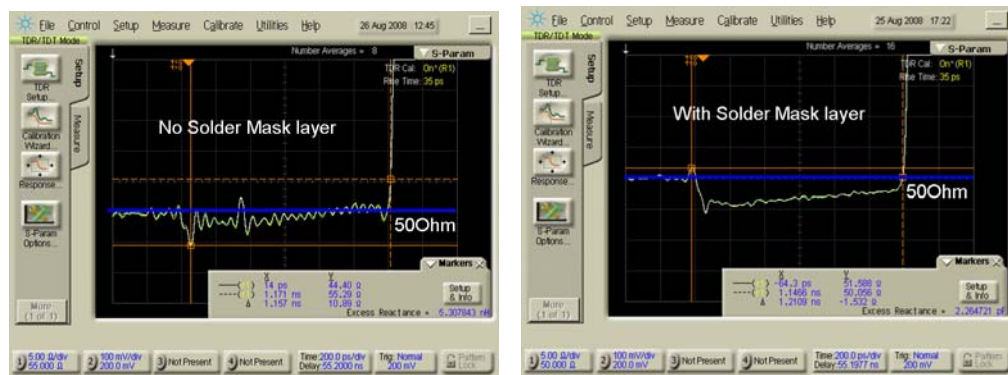 File Control Setup Measure Calibrate Utilities Help 26 Aug 2008 12:45
TDR/TDT Mode
Number Averages = 8
S-Param
TDR Cal: On*(R1)
Rise Time: 35 ps
Setup
Measure
TDR
Setup...
Calibration
Wizard...
Response...
S-Param
Options...
More
(1 of 1)
No Solder Mask layer
50Ohm
Markers
X Y
14 ps 44.40 Ω
1.171 ns 55.29 Ω
Δ 1.157 ns 10.89 Ω
Setup
& Info
Excess Reactance = 5.307843 nH
1) 5.00 Ω/div
55.000 Ω
2) 100 mV/div
200.0 mV
3) Not Present
4) Not Present
Time:200.0 ps/div
Delay:55.2000 ns
Trig: Normal
200 mV
Pattern
Lock
File Control Setup Measure Calibrate Utilities Help 25 Aug 2008 17:22
TDR/TDT Mode
Number Averages = 16
S-Param
TDR Cal: On*(R1)
Rise Time: 35 ps
Setup
Measure
TDR
Setup...
Calibration
Wizard...
Response...
S-Param
Options...
More
(1 of 1)
With Solder Mask layer
50Ohm
Markers
X Y
-64.3 ps 51.588 Ω
1.1466 ns 50.056 Ω
Δ 1.2109 ns -1.532 Ω
Setup
& Info
Excess Reactance = 2.264721 pF
1) 5.00 Ω/div
50.000 Ω
2) 100 mV/div
200.0 mV
3) Not Present
4) Not Present
Time:200.0 ps/div
Delay:55.1977 ns
Trig: Normal
200 mV
Pattern
Lock